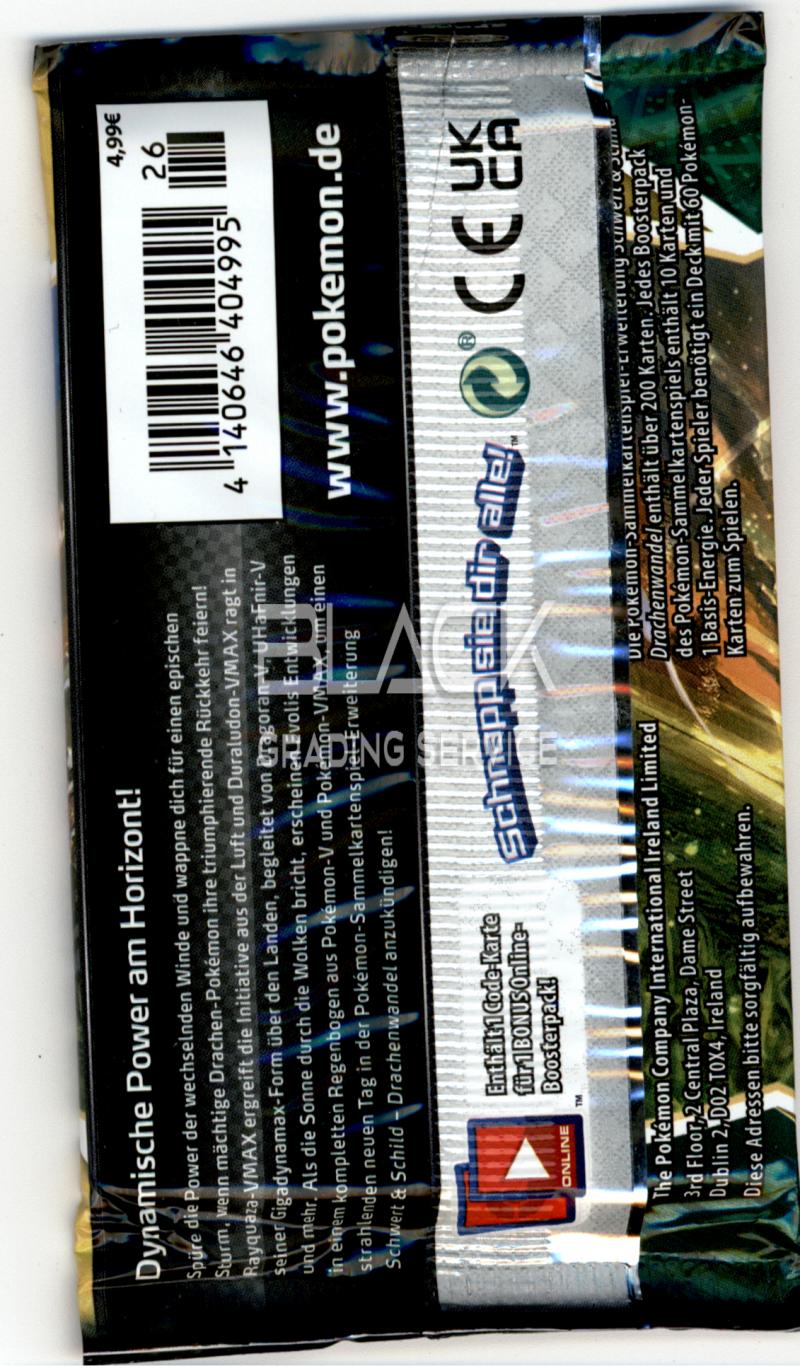 Dynamische Power am Horizont!
Spüre die Power der wechselnden Winde und wappne dich für einen epischen
Sturm, wenn mächtige Drachen-Pokémon ihre triumphierende Rückkehr feiern!
Rayquaza-VMAX ergreift die Initiative aus der Luft und Duraludon-VMAX ragt in
seiner Gigadynamax-Form über den Landen, begleitet von
und mehr. Als die Sonne durch die Wolken bricht, erscheinen Evolis Entwicklungen
in einem kompletten Regenbogen aus Pokémon-V und Pokémon-VMAX, um einen
strahlenden neuen Tag in der Pokémon-Sammelkartenspiel-Erweiterung
Schwert & Schild – Drachenwandel anzukündigen!
4,99€
26
4 140646 404995
www.pokemon.de
ONLINE
™
Enthält 1 Code-Karte
für 1 BONUS Online-
Boosterpack!
Schnapp sie dir alle!™
®
CE
UK
CA
BLACK
GRADING SERVICE
The Pokémon Company International Ireland Limited
3rd Floor, 2 Central Plaza, Dame Street
Dublin 2, D02 T0X4, Ireland
Diese Adressen bitte sorgfältig aufbewahren.
Die Pokémon-Sammelkartenspiel-Erweiterung Schwert & Schild –
Drachenwandel enthält über 200 Karten. Jedes Boosterpack
des Pokémon-Sammelkartenspiels enthält 10 Karten und
1 Basis-Energie. Jeder Spieler benötigt ein Deck mit 60 Pokémon-
Karten zum Spielen.